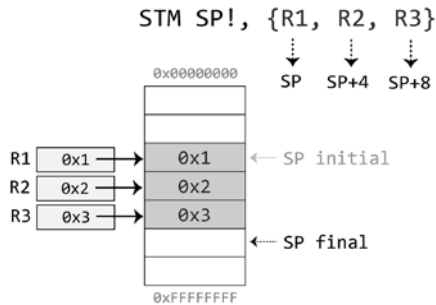 STM SP!, {R1, R2, R3}
SP SP+4 SP+8
0x00000000
R1 0x1 0x1 SP initial
R2 0x2 0x2
R3 0x3 0x3
SP final
0xFFFFFFFF